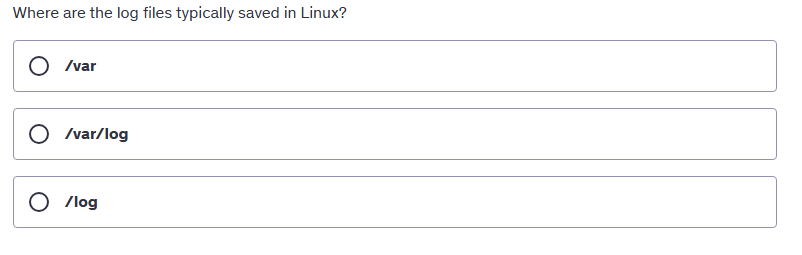 Where are the log files typically saved in Linux?
/var
/var/log
/log